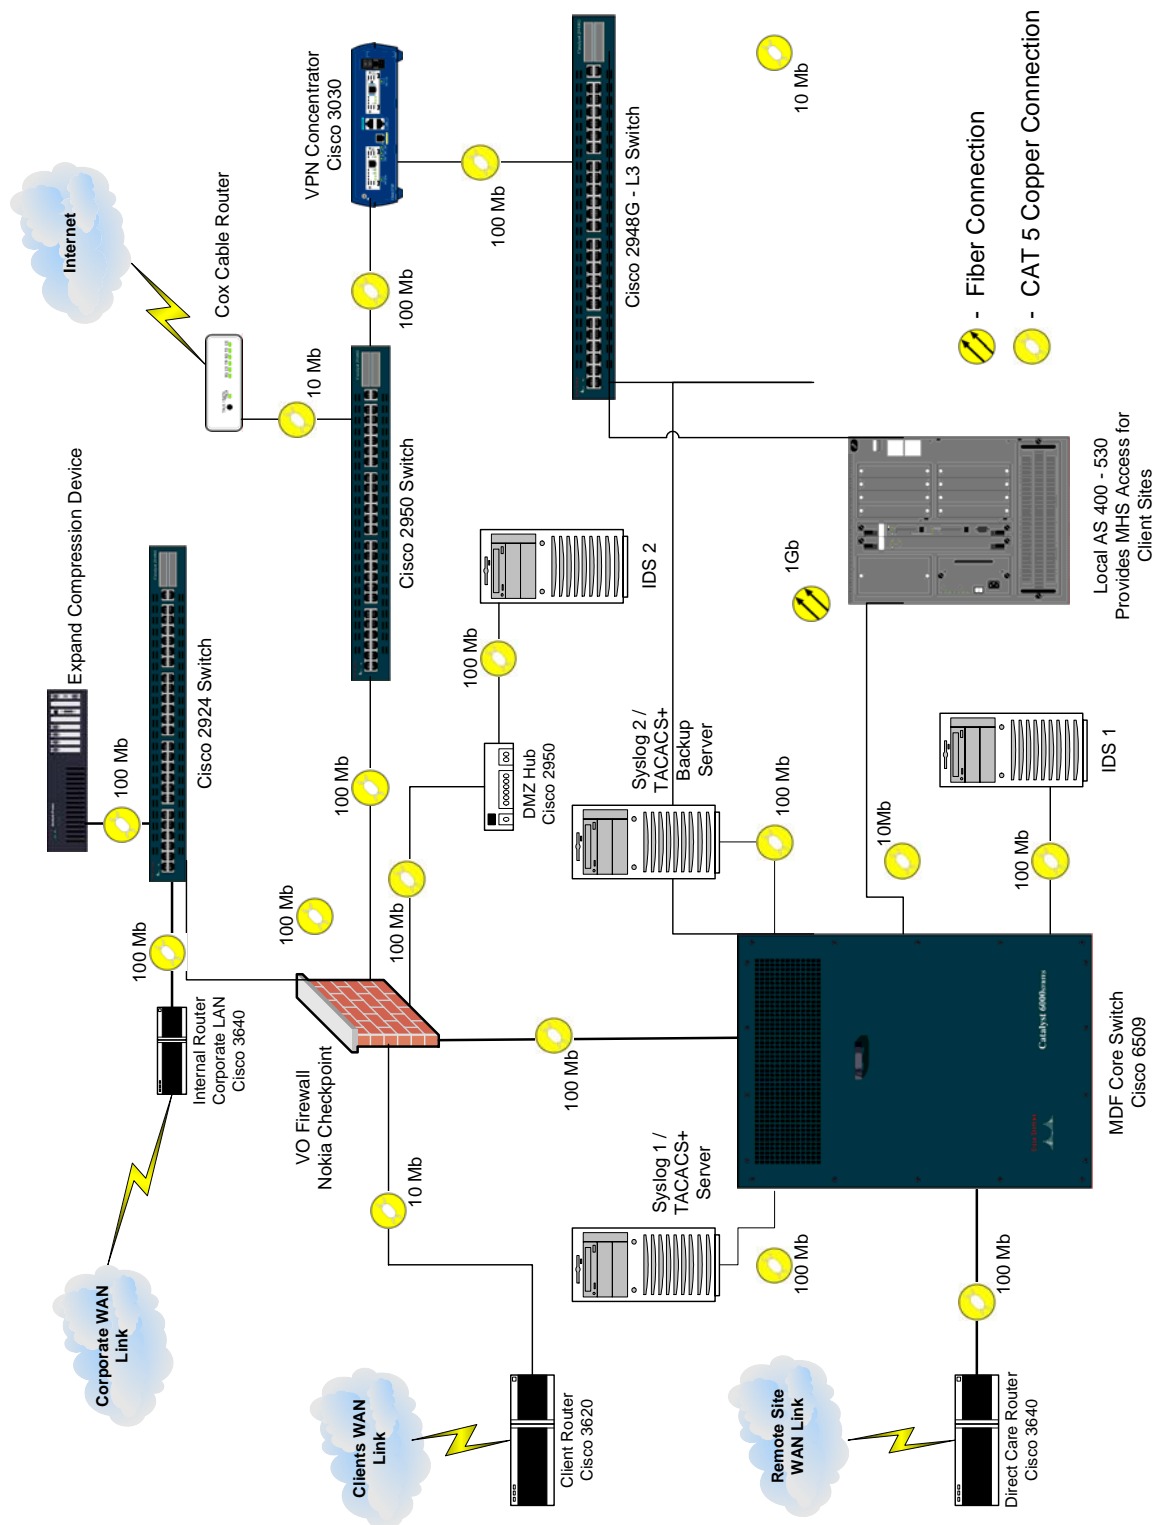 Corporate WAN
Link
Internal Router
Corporate LAN
Cisco 3640
100 Mb
Expand Compression Device
100 Mb
Cisco 2924 Switch
Internet
Cox Cable Router
10 Mb
VPN Concentrator
Cisco 3030
100 Mb
Cisco 2950 Switch
100 Mb
100 Mb
100 Mb
VO Firewall
Nokia Checkpoint
100 Mb
DMZ Hub
Cisco 2950
100 Mb
IDS 2
100 Mb
Cisco 2948G - L3 Switch
10 Mb
Clients WAN
Link
Client Router
Cisco 3620
10 Mb
100 Mb
Syslog 1 /
TACACS+
Server
100 Mb
Syslog 2 /
TACACS+
Backup
Server
100 Mb
1Gb
10Mb
Remote Site
WAN Link
Direct Care Router
Cisco 3640
100 Mb
Catalyst 6000
MDF Core Switch
Cisco 6509
100 Mb
IDS 1
Local AS 400 - 530
Provides MHS Access for
Client Sites
- Fiber Connection
- CAT 5 Copper Connection